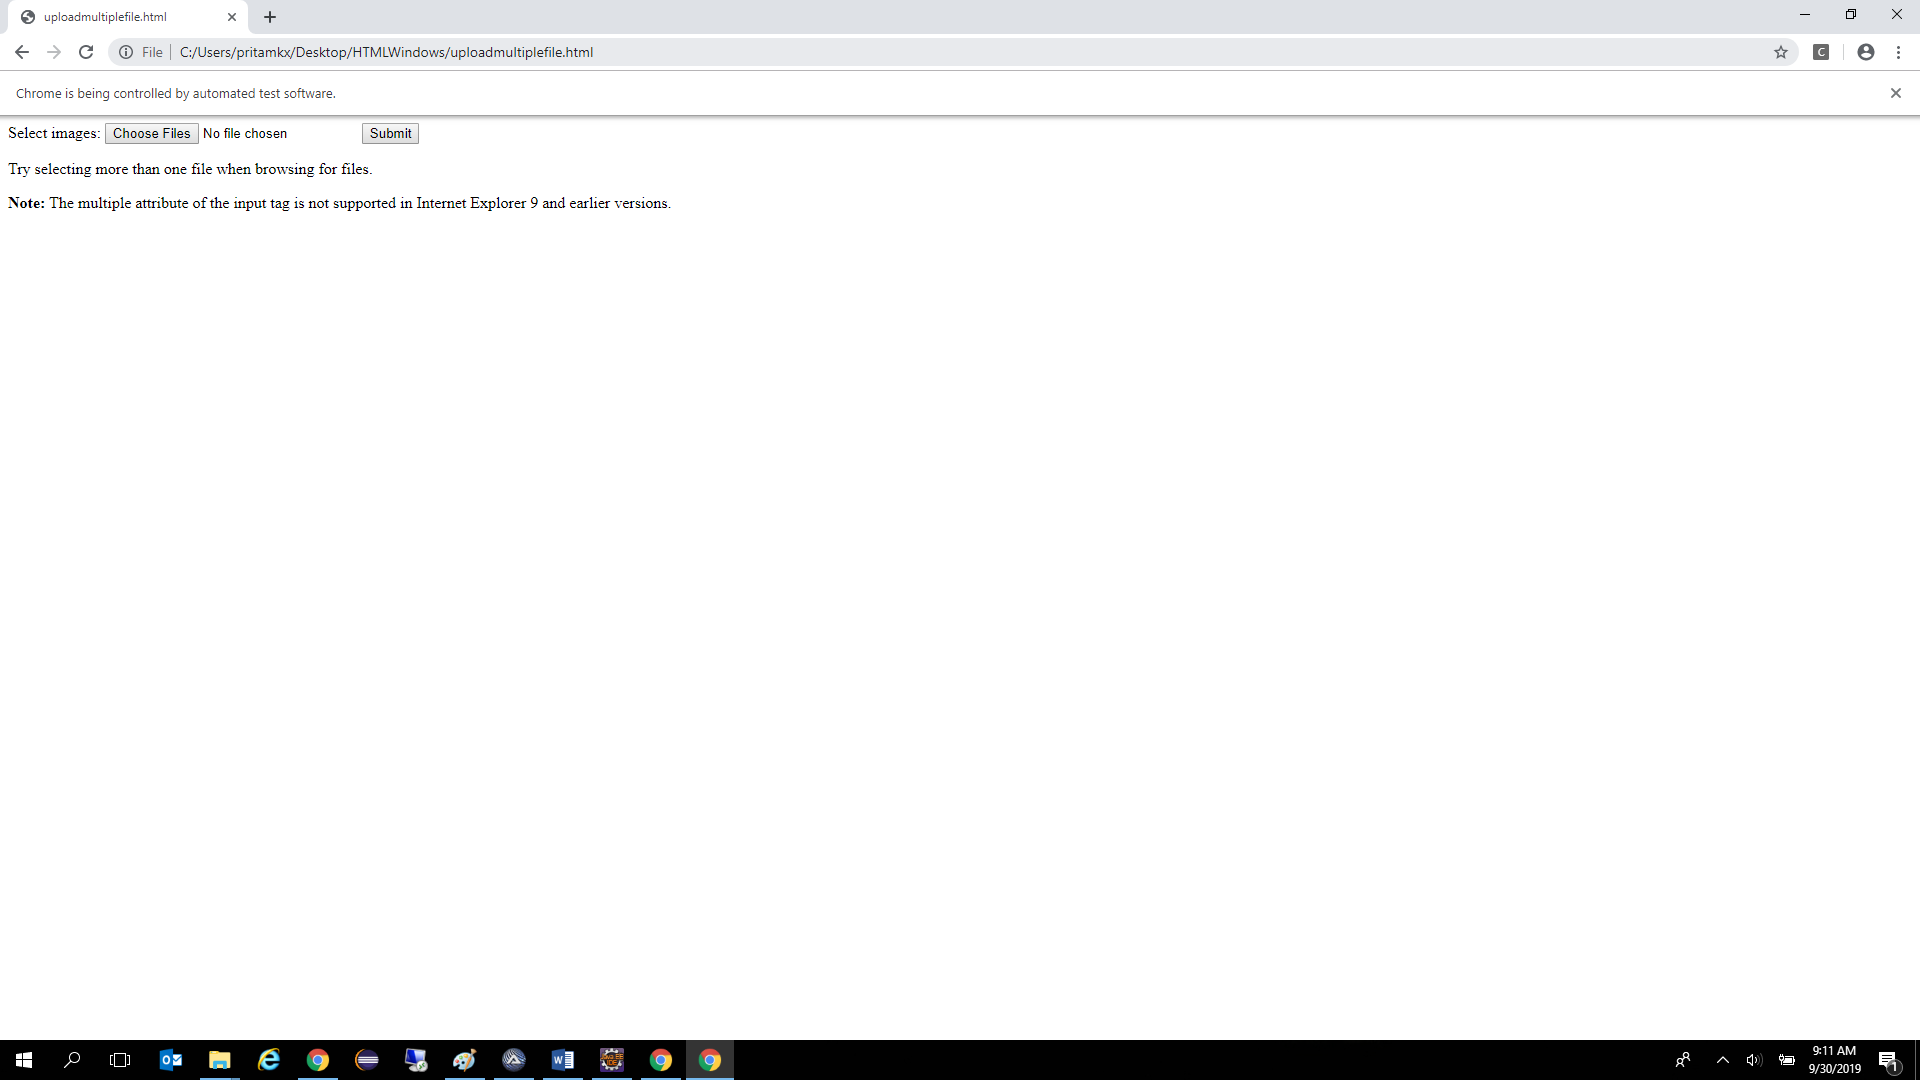 uploadmultiplefile.html
File C:/Users/pritamkx/Desktop/HTMLWindows/uploadmultiplefile.html
C
Chrome is being controlled by automated test software.
Select images: Choose Files No file chosen Submit
Try selecting more than one file when browsing for files.
Note: The multiple attribute of the input tag is not supported in Internet Explorer 9 and earlier versions.
9:11 AM
9/30/2019
1